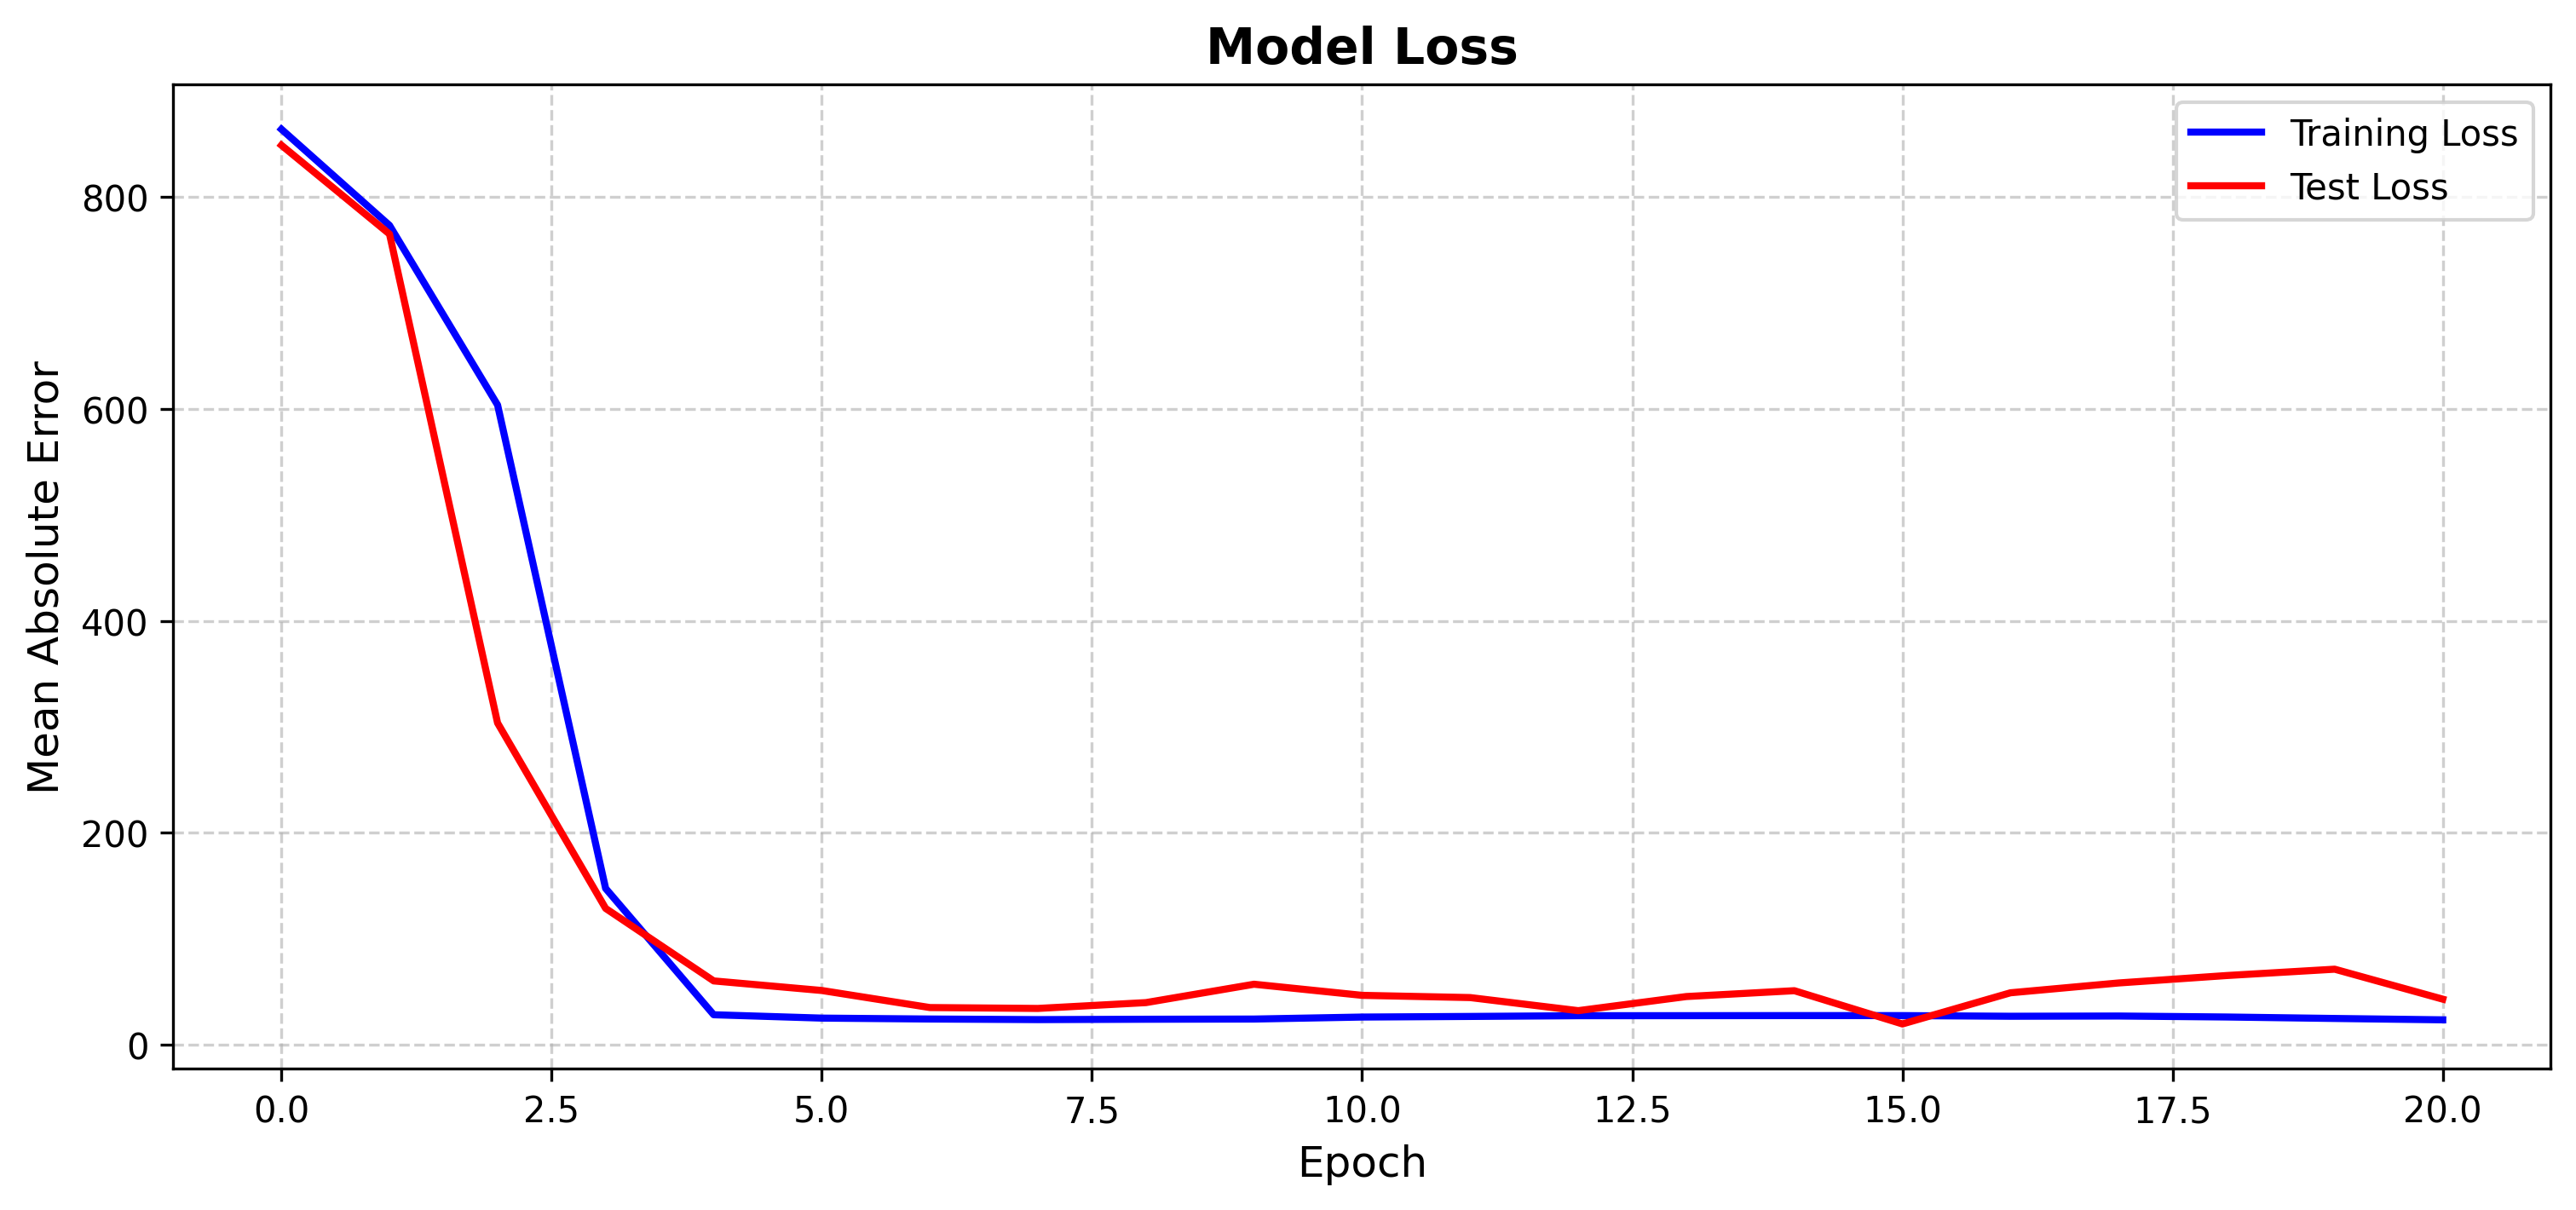 Model Loss
Training Loss
Test Loss
Mean Absolute Error
800
600
400
200
0
0.0 2.5 5.0 7.5 10.0 12.5 15.0 17.5 20.0
Epoch